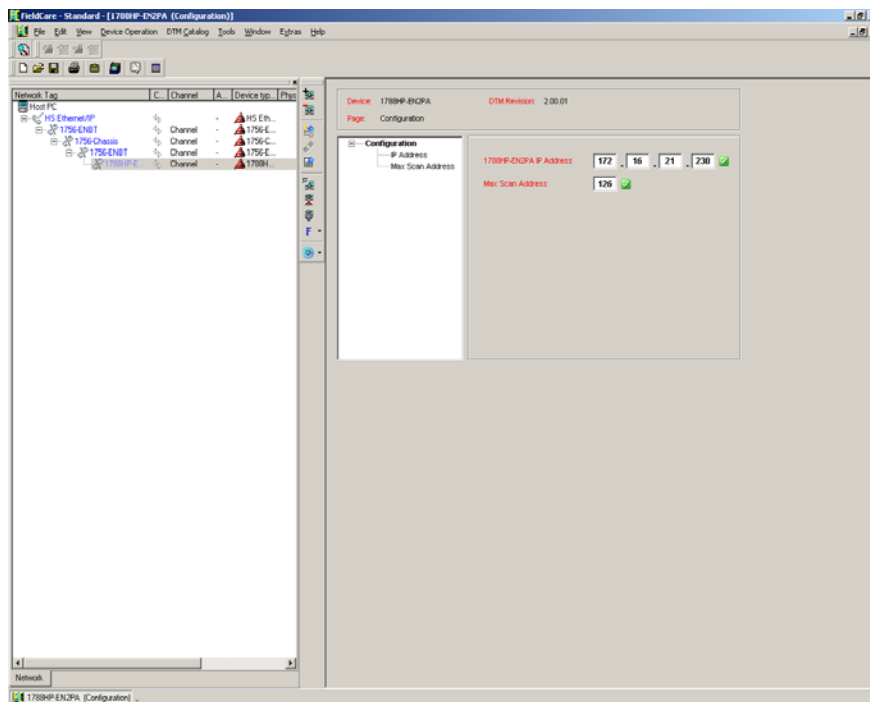 FieldCare - Standard - [1788HP-EN2PA (Configuration)]
File Edit View Device Operation DTM Catalog Tools Window Extras Help
Network Tag C... Channel A... Device typ... Phys
Host PC
HS Ethernet/IP - HS Eth...
1756-ENBT Channel - 1756-E...
1756-Chassis Channel - 1756-C...
1756-ENBT Channel - 1756-E...
1788HP-E... Channel - 1788H...
F
Device: 1788HP-EN2PA DTM Revision: 2.00.01
Page: Configuration
Configuration
IP Address
Max Scan Address
1788HP-EN2PA IP Address 172 . 16 . 21 . 230
Max Scan Address 126
Network
1788HP-EN2PA (Configuration)